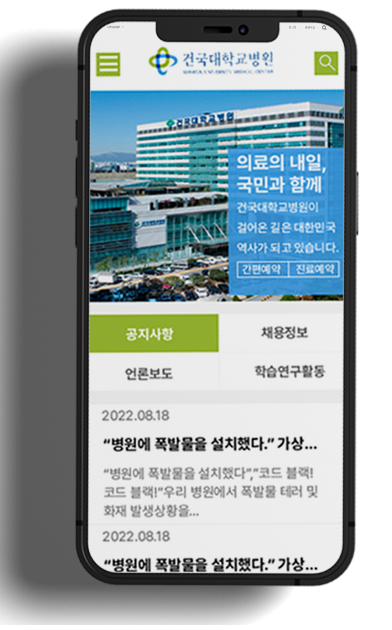 건국대학교병원
KONKUK UNIVERSITY MEDICAL CENTER
건국대학교병원
의료의 내일,
국민과 함께
건국대학교병원이
걸어온 길은 대한민국
역사가 되고 있습니다.
간편예약 진료예약
공지사항 채용정보
언론보도 학습연구활동
2022.08.18
“병원에 폭발물을 설치했다.” 가상...
“병원에 폭발물을 설치했다”,“코드 블랙!
코드 블랙!”우리 병원에서 폭발물 테러 및
화재 발생상황을...
2022.08.18
“병원에 폭발물을 설치했다.” 가상...